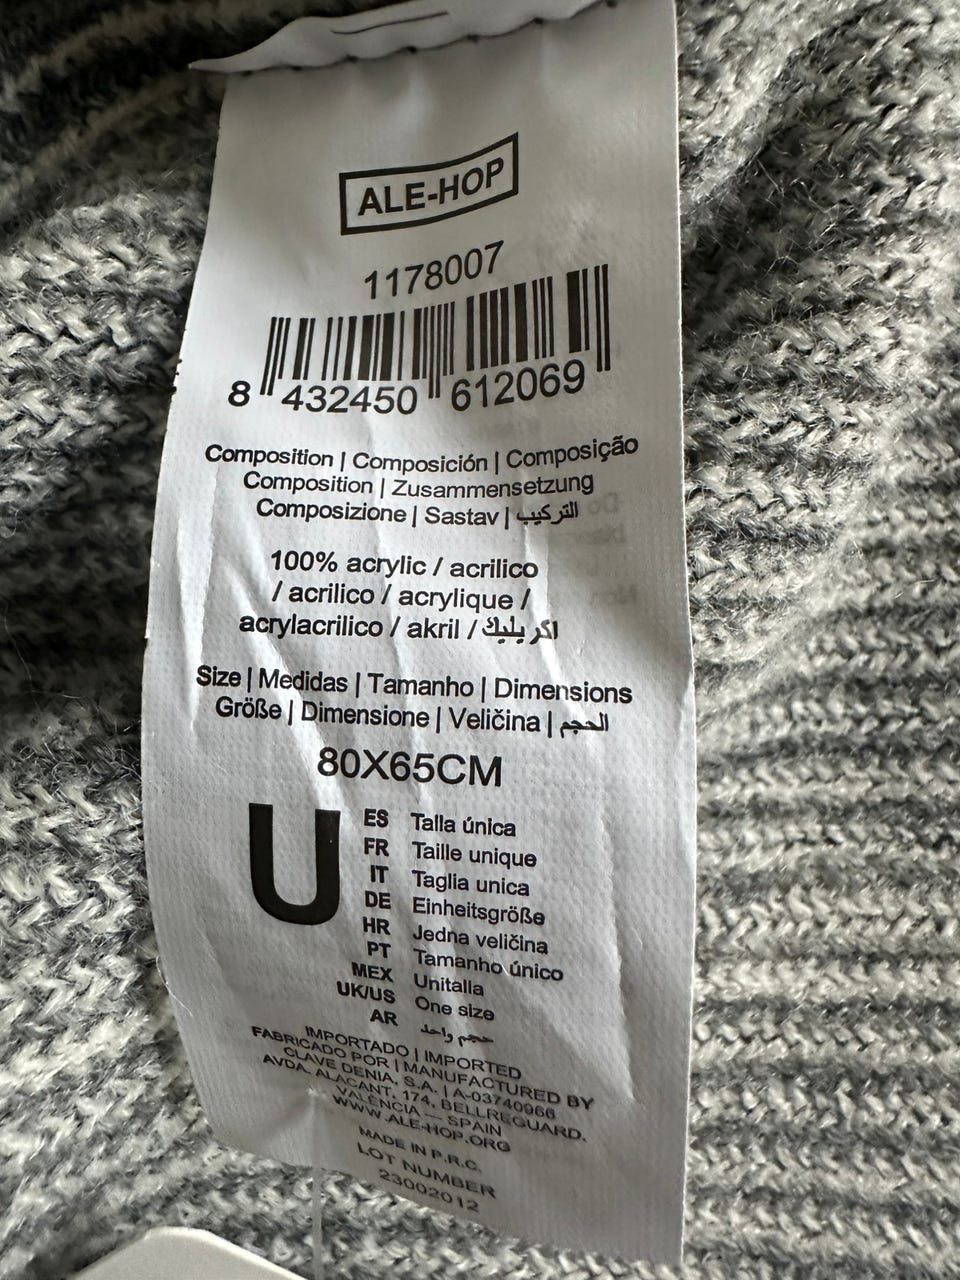 ALE-HOP
1178007
8 432450 612069
Composition | Composición | Composição
Composition | Zusammensetzung
Composizione | Sastav | التركيب
100% acrylic / acrilico
/ acrilico / acrylique /
acrylacrilico / akril / اكريليك
Size | Medidas | Tamanho | Dimensions
Größe | Dimensione | Veličina | الحجم
80X65CM
U
ES Talla única
FR Taille unique
IT Taglia unica
DE Einheitsgröße
HR Jedna veličina
PT Tamanho único
MEX Unitalla
UK/US One size
AR حجم واحد
IMPORTADO | IMPORTED
FABRICADO POR | MANUFACTURED BY
CLAVE DENIA, S.A. | A-03740966
AVDA. ALACANT, 174, BELLREGUARD.
VALENCIA — SPAIN
WWW.ALE-HOP.ORG
MADE IN P.R.C.
LOT NUMBER
23002012